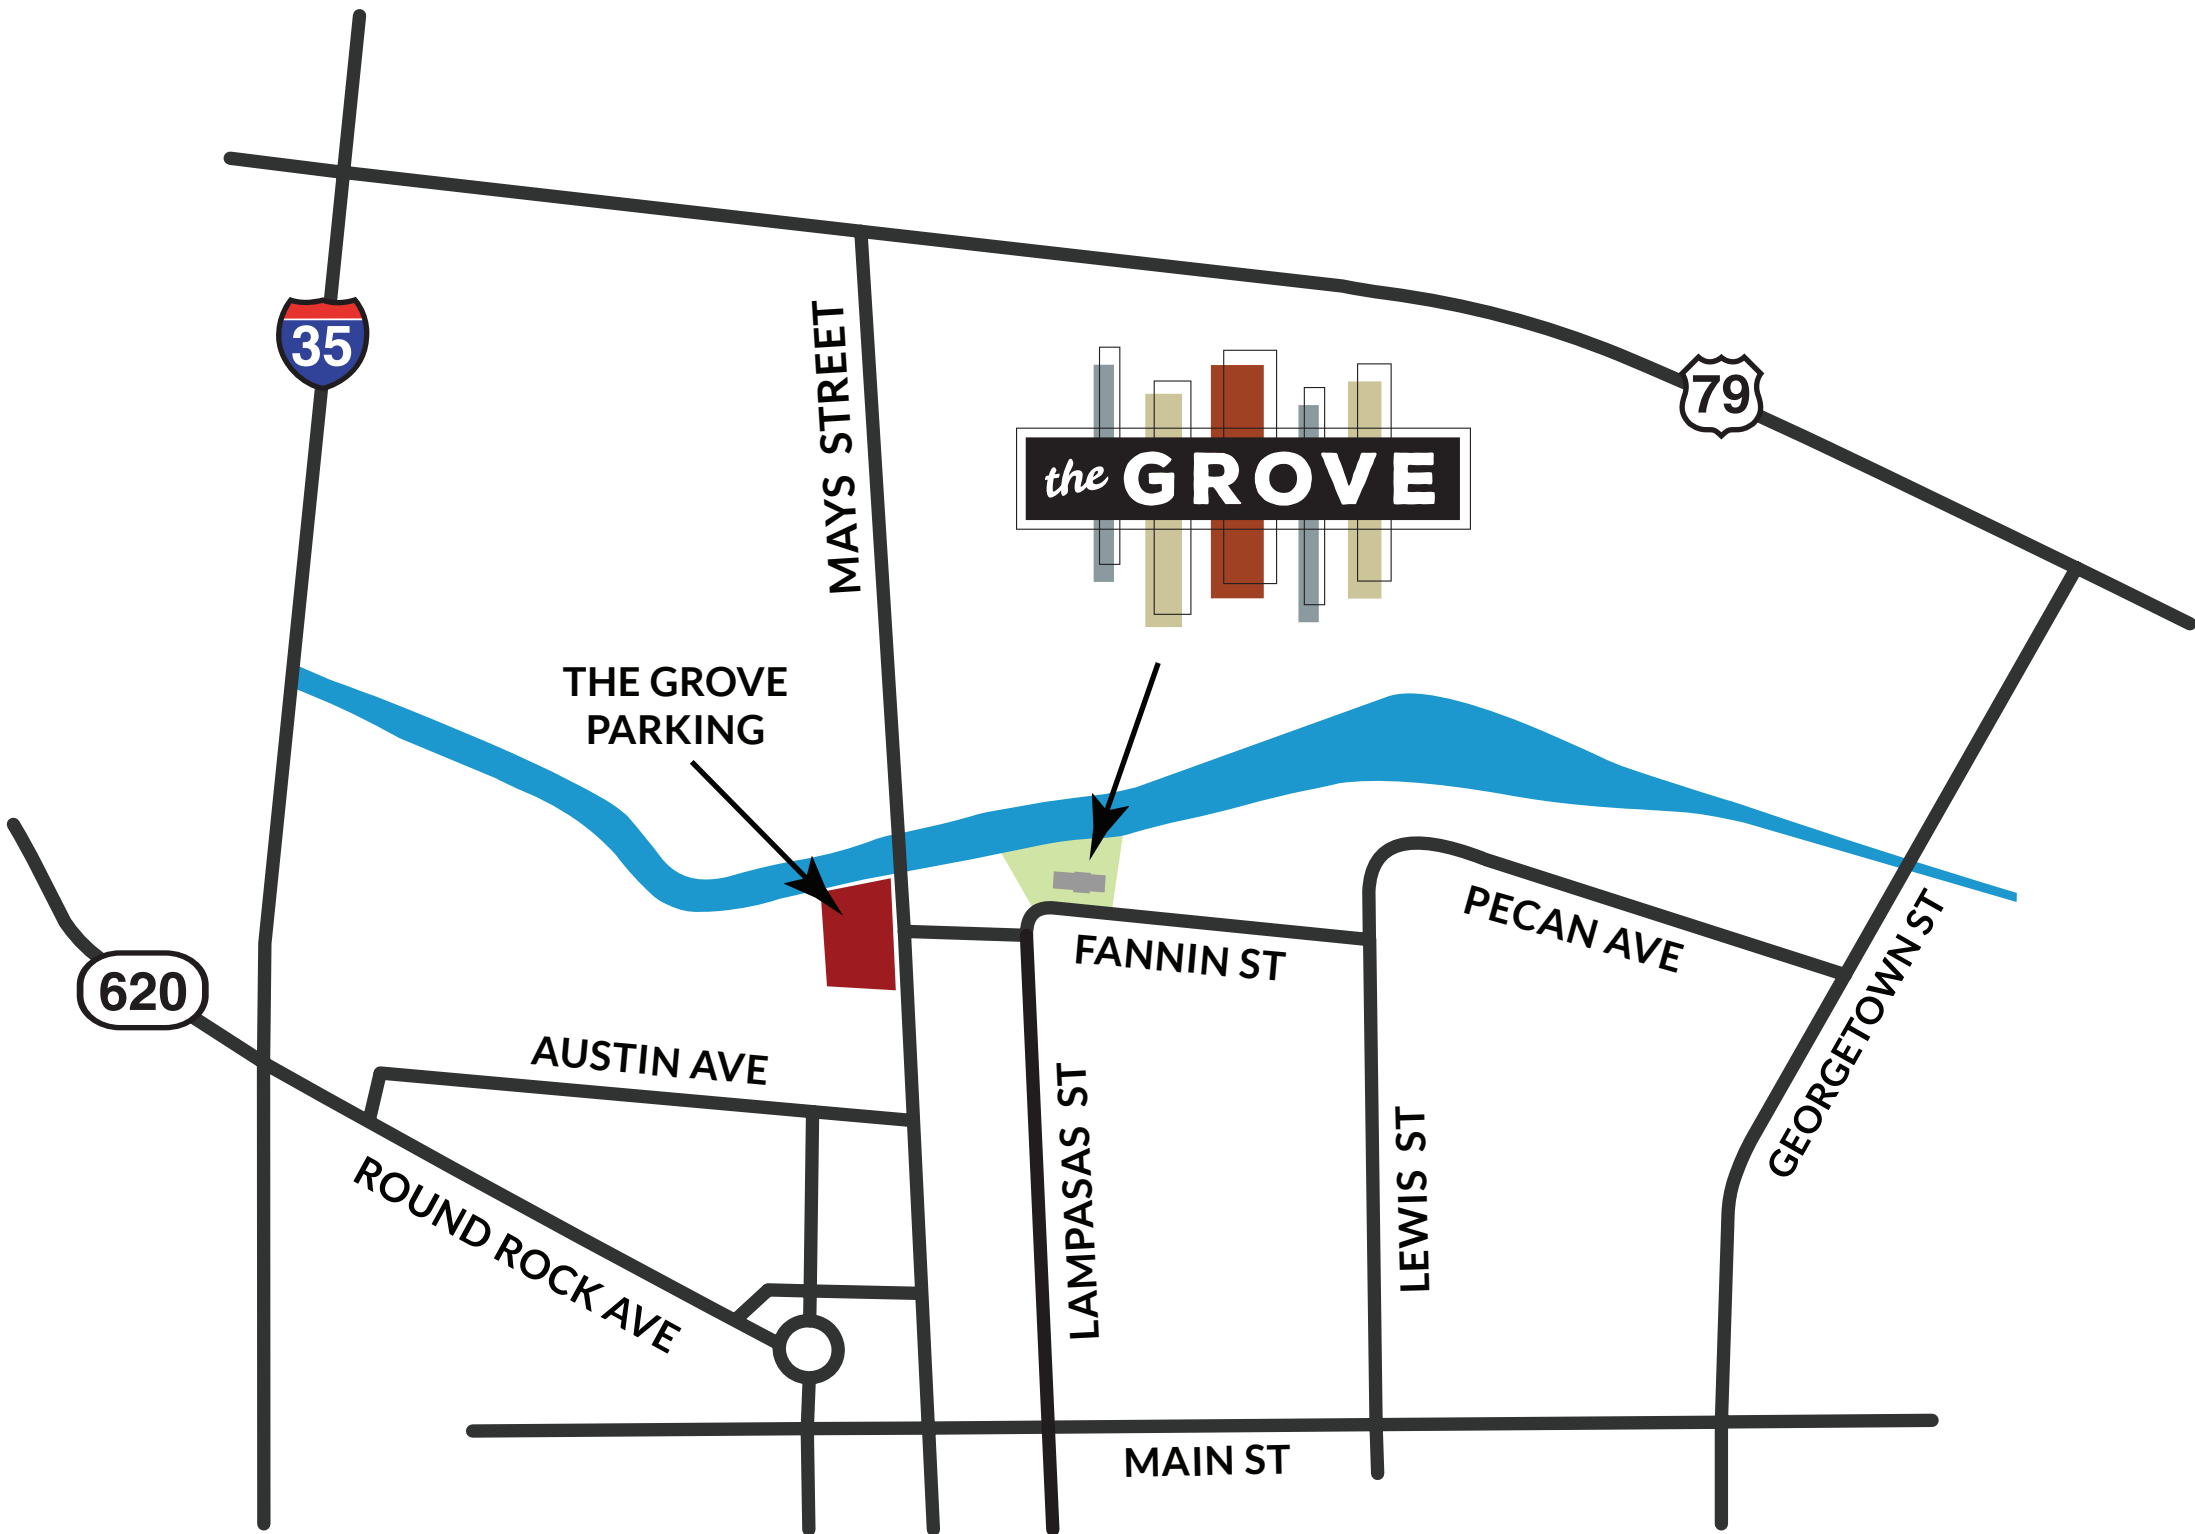 35
MAYS STREET
79
the GROVE
THE GROVE
PARKING
620
FANNIN ST
PECAN AVE
GEORGETOWN ST
AUSTIN AVE
ROUND ROCK AVE
LAMPASAS ST
LEWIS ST
MAIN ST